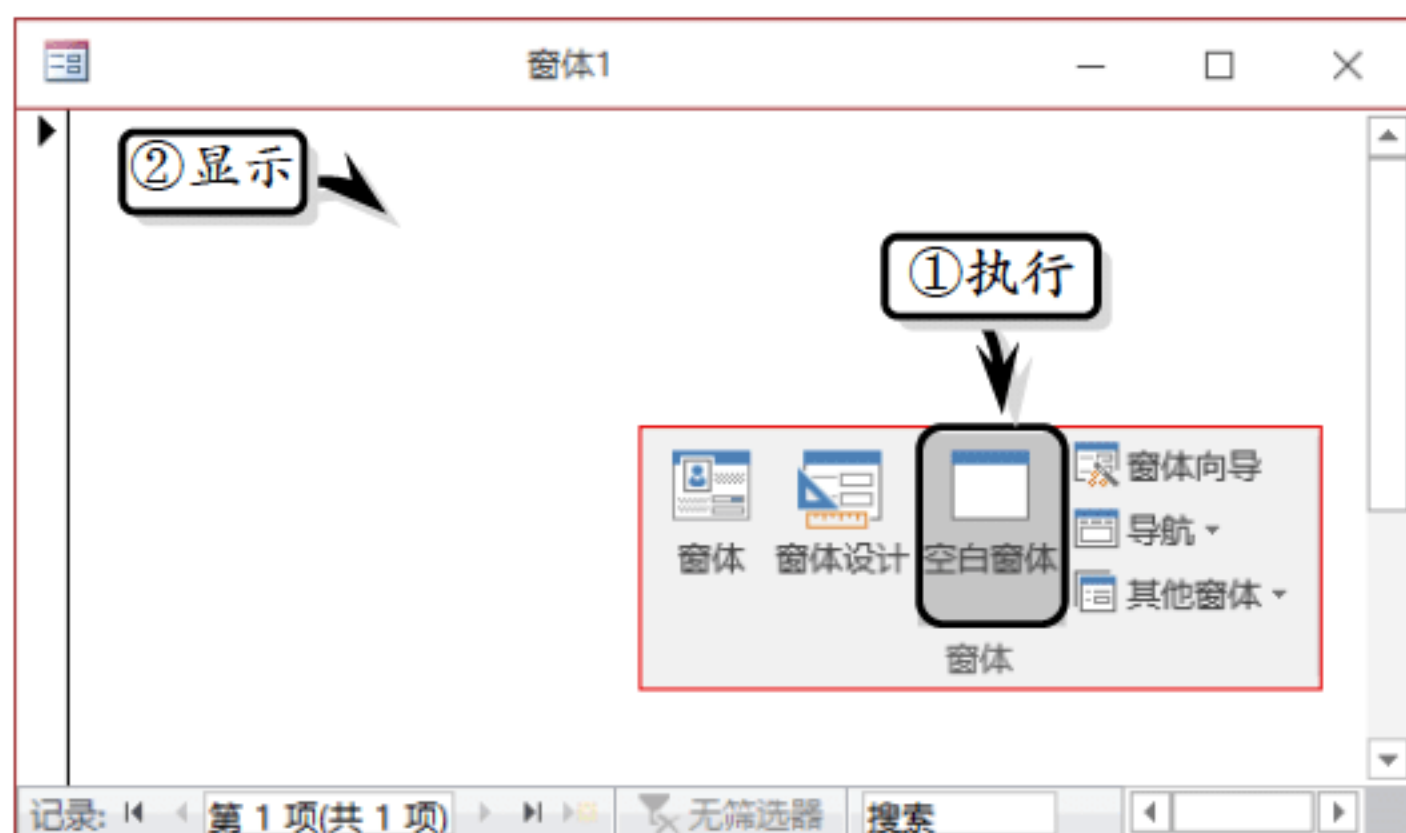 窗体1
②显示
①执行
窗体
窗体设计
空白窗体
窗体向导
导航
其他窗体
窗体
记录: 第 1 项(共 1 项) 无筛选器 搜索